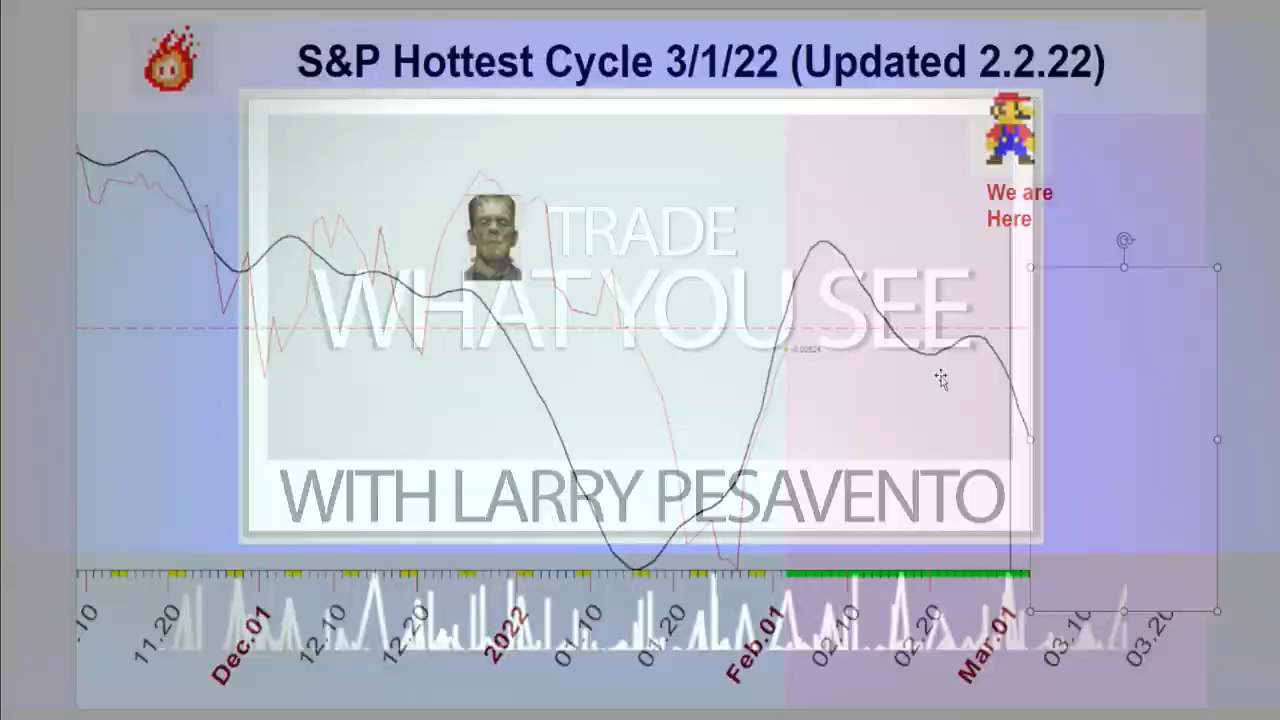 S&P Hottest Cycle 3/1/22 (Updated 2.2.22)
We are
Here
TRADE
WHAT YOU SEE
WITH LARRY PESAVENTO
11.20
Dec.01
12.10
12.20
2022
01.10
01.20
Feb.01
02.10
02.20
Mar.01
03.10
03.20